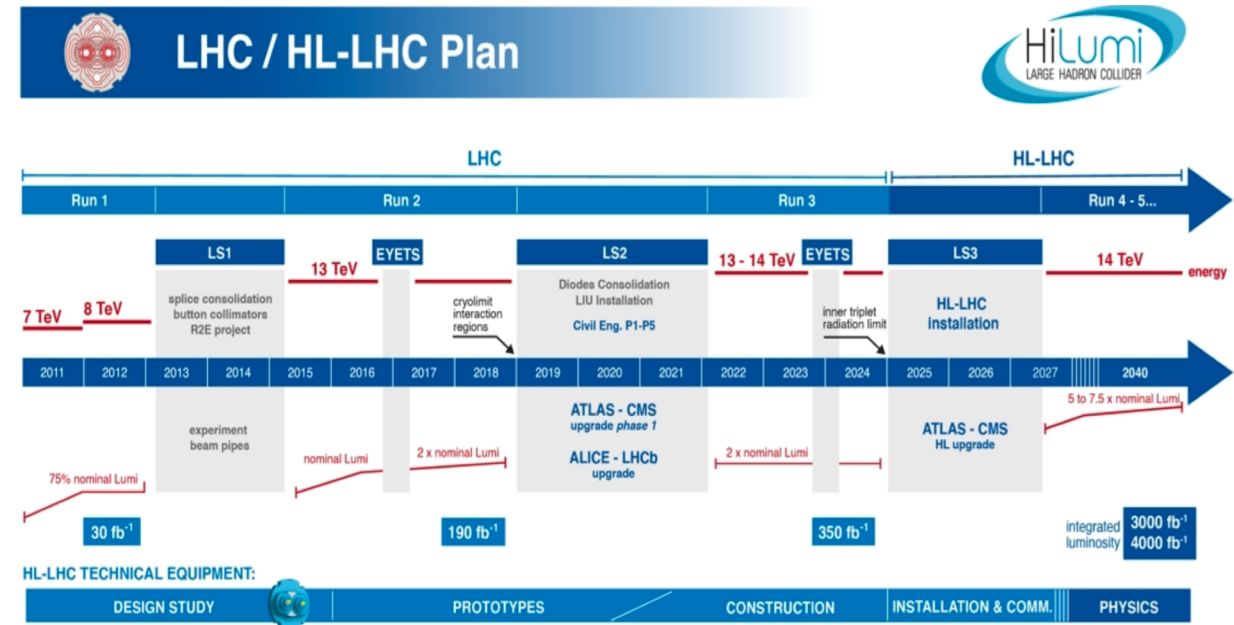 LHC / HL-LHC Plan
HiLumi
LARGE HADRON COLLIDER
LHC
HL-LHC
Run 1
Run 2
Run 3
Run 4 - 5...
LS1
EYETS
LS2
EYETS
LS3
7 TeV
8 TeV
13 TeV
13 - 14 TeV
14 TeV
energy
splice consolidation
button collimators
R2E project
cryolimit
interaction
regions
Diodes Consolidation
LIU Installation
Civil Eng. P1-P5
inner triplet
radiation limit
HL-LHC
installation
2011
2012
2013
2014
2015
2016
2017
2018
2019
2020
2021
2022
2023
2024
2025
2026
2027
2040
experiment
beam pipes
ATLAS - CMS
upgrade phase 1
ALICE - LHCb
upgrade
ATLAS - CMS
HL upgrade
75% nominal Lumi
nominal Lumi
2 x nominal Lumi
2 x nominal Lumi
5 to 7.5 x nominal Lumi
30 fb⁻¹
190 fb⁻¹
350 fb⁻¹
integrated
luminosity
3000 fb⁻¹
4000 fb⁻¹
HL-LHC TECHNICAL EQUIPMENT:
DESIGN STUDY
PROTOTYPES
CONSTRUCTION
INSTALLATION & COMM.
PHYSICS